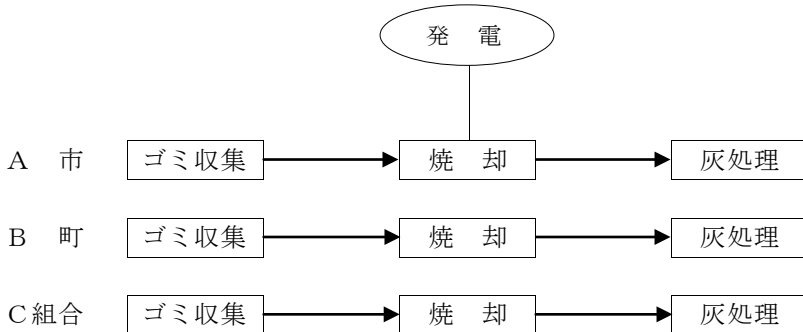 発 電
A 市 ゴミ収集 焼 却 灰処理
B 町 ゴミ収集 焼 却 灰処理
C組合 ゴミ収集 焼 却 灰処理